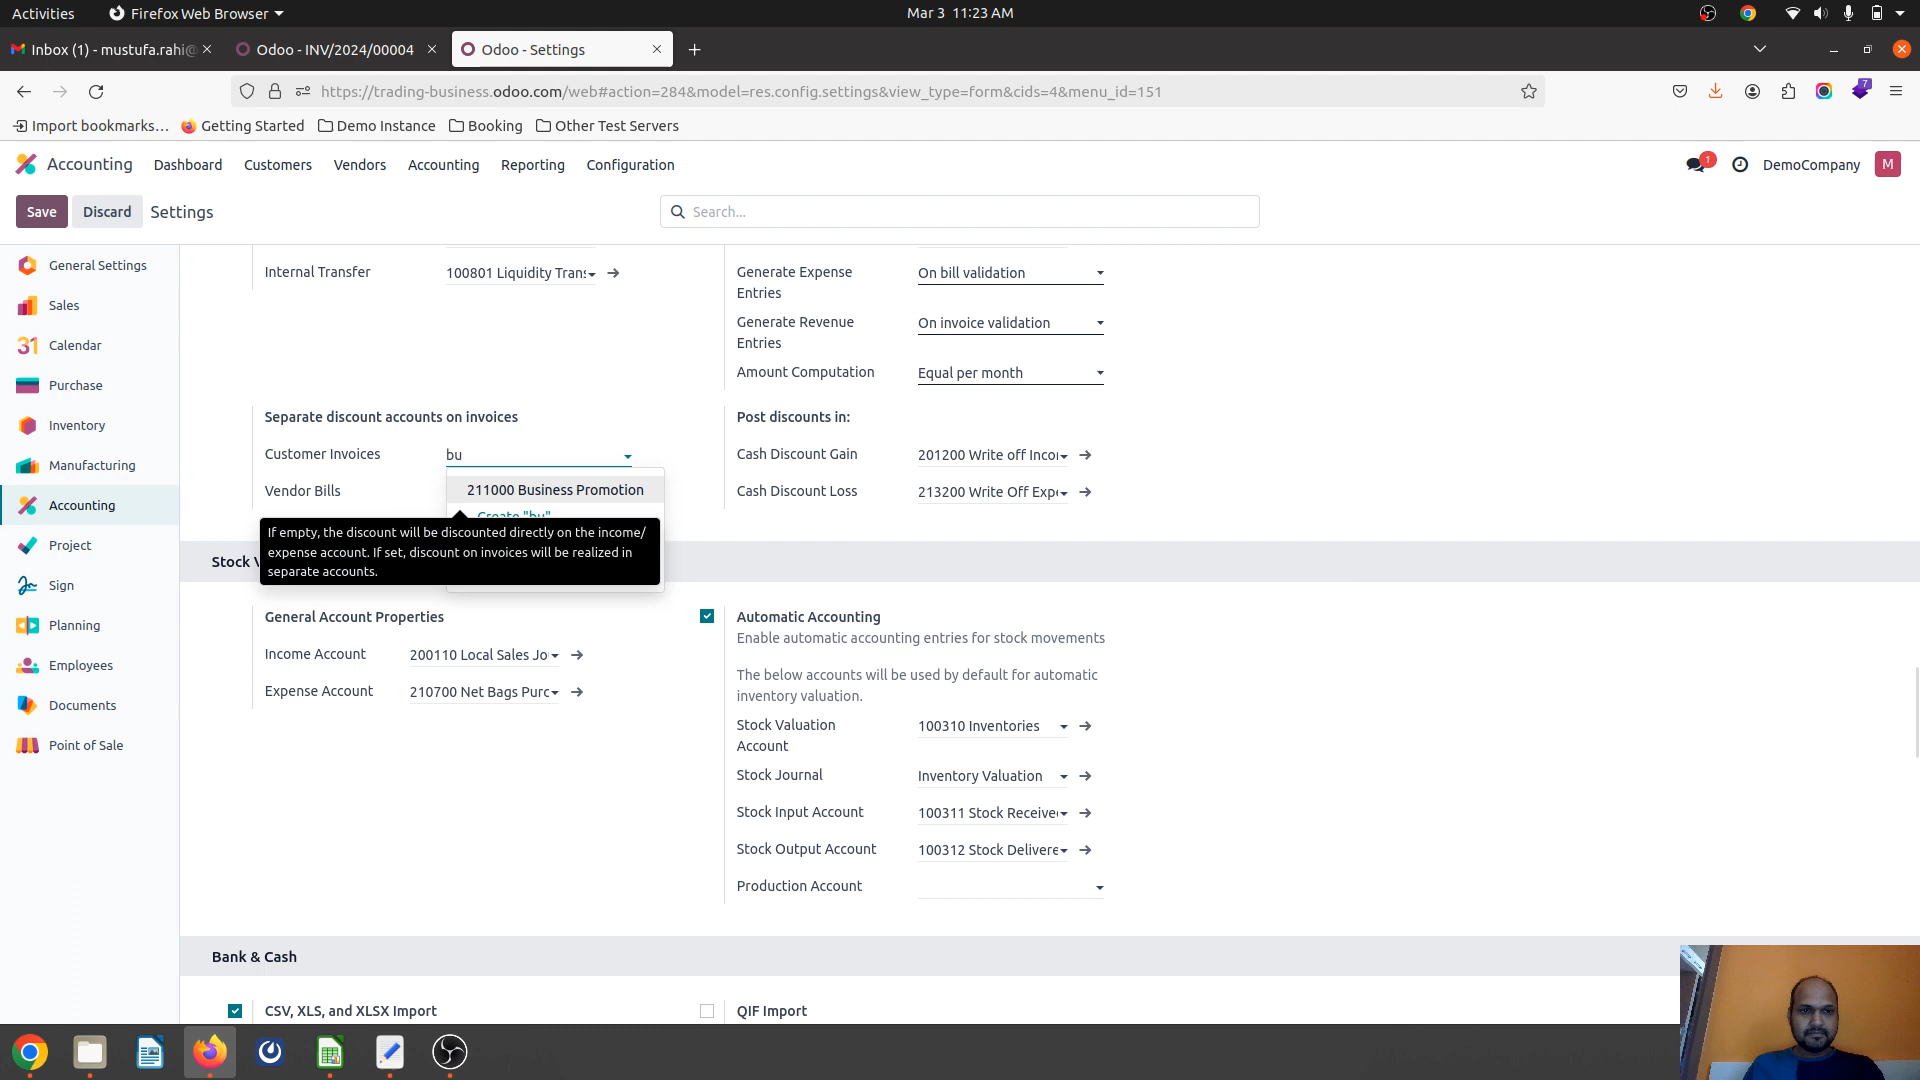 Activities
Firefox Web Browser
Mar 3 11:23 AM
Inbox (1) - mustufa.rahi@
Odoo - INV/2024/00004
Odoo - Settings
https://trading-business.odoo.com/web#action=284&model=res.config.settings&view_type=form&cids=4&menu_id=151
7
Import bookmarks...
Getting Started
Demo Instance
Booking
Other Test Servers
Accounting
Dashboard
Customers
Vendors
Accounting
Reporting
Configuration
1
DemoCompany
M
Save
Discard
Settings
Search...
General Settings
Sales
31 Calendar
Purchase
Inventory
Manufacturing
Accounting
Project
Sign
Planning
Employees
Documents
Point of Sale
Internal Transfer
100801 Liquidity Trans
Generate Expense
Entries
On bill validation
Generate Revenue
Entries
On invoice validation
Amount Computation
Equal per month
Separate discount accounts on invoices
Customer Invoices
bu
Vendor Bills
211000 Business Promotion
Create "bu"
If empty, the discount will be discounted directly on the income/
expense account. If set, discount on invoices will be realized in
separate accounts.
Post discounts in:
Cash Discount Gain
201200 Write off Inco
Cash Discount Loss
213200 Write Off Exp
Stock
General Account Properties
Income Account
200110 Local Sales Jo
Expense Account
210700 Net Bags Purc
Automatic Accounting
Enable automatic accounting entries for stock movements
The below accounts will be used by default for automatic
inventory valuation.
Stock Valuation
Account
100310 Inventories
Stock Journal
Inventory Valuation
Stock Input Account
100311 Stock Receive
Stock Output Account
100312 Stock Delivere
Production Account
Bank & Cash
CSV, XLS, and XLSX Import
QIF Import